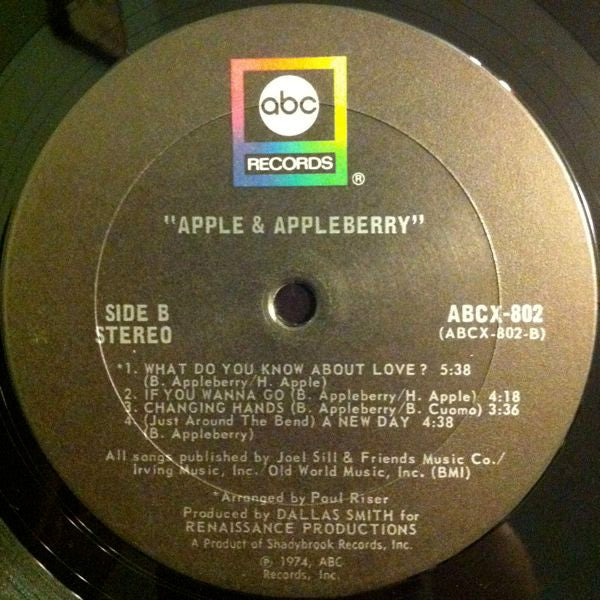 abc
RECORDS
®
"APPLE & APPLEBERRY"
SIDE B
STEREO
ABCX-802
(ABCX-802-B)
*1. WHAT DO YOU KNOW ABOUT LOVE? 5:38
(B. Appleberry/H. Apple)
2. IF YOU WANNA GO (B. Appleberry/H. Apple) 4:18
3. CHANGING HANDS (B. Appleberry/B. Cuomo) 3:36
4. (Just Around The Bend) A NEW DAY 4:38
(B. Appleberry)
All songs published by Joel Sill & Friends Music Co./
Irving Music, Inc./Old World Music, Inc. (BMI)
*Arranged by Paul Riser
Produced by DALLAS SMITH for
RENAISSANCE PRODUCTIONS
A Product of Shadybrook Records, Inc.
℗ 1974, ABC
Records, Inc.